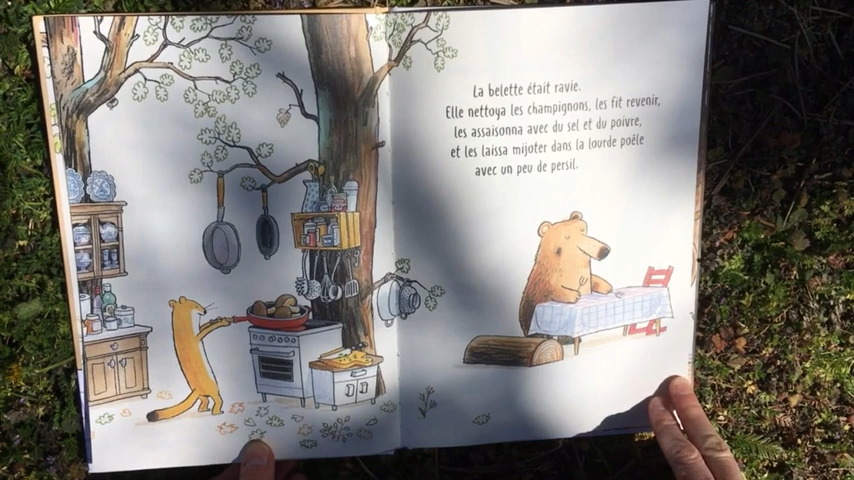 La belette était ravie.
Elle nettoya les champignons, les fit revenir,
les assaisonna avec du sel et du poivre,
et les laissa mijoter dans la lourde poêle
avec un peu de persil.